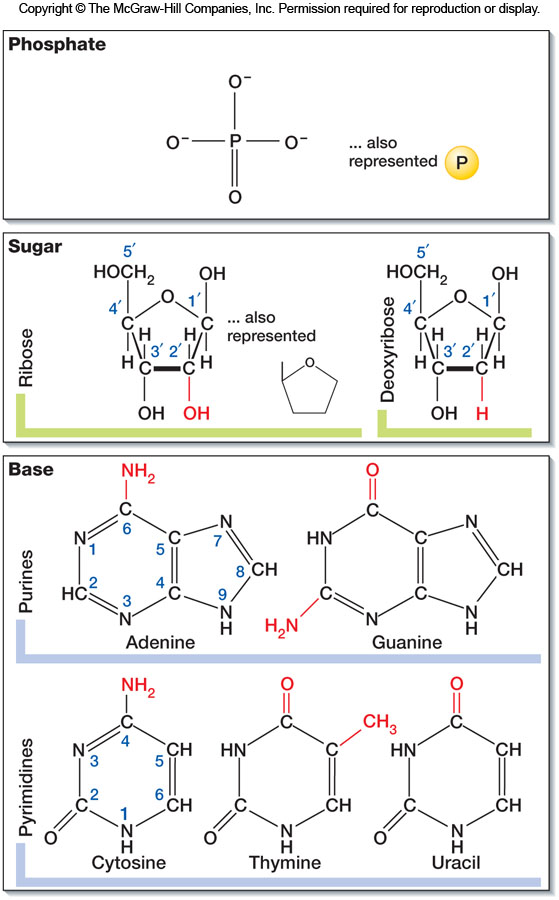 Copyright © The McGraw-Hill Companies, Inc. Permission required for reproduction or display.
Phosphate
O⁻
O⁻ P O⁻
O
... also
represented P
Sugar
Ribose
5′
HOCH₂ OH
O
4′ 1′
C C
H H
H 3′ 2′ H
C C
OH OH
... also
represented
O
Deoxyribose
5′
HOCH₂ OH
O
4′ 1′
C C
H H
H 3′ 2′ H
C C
OH H
Base
Purines
NH₂
C
6
N
1
5 C
N
7
HC 2
4 C
8 CH
N
3
9
N
H
Adenine
O
C
HN C N
CH
H₂N C N C N
H
Guanine
Pyrimidines
NH₂
C
4
N
3
5 CH
2
C
6 CH
O
1
N
H
Cytosine
O
C CH₃
HN C
C CH
O N
H
Thymine
O
C
HN CH
C CH
O N
H
Uracil